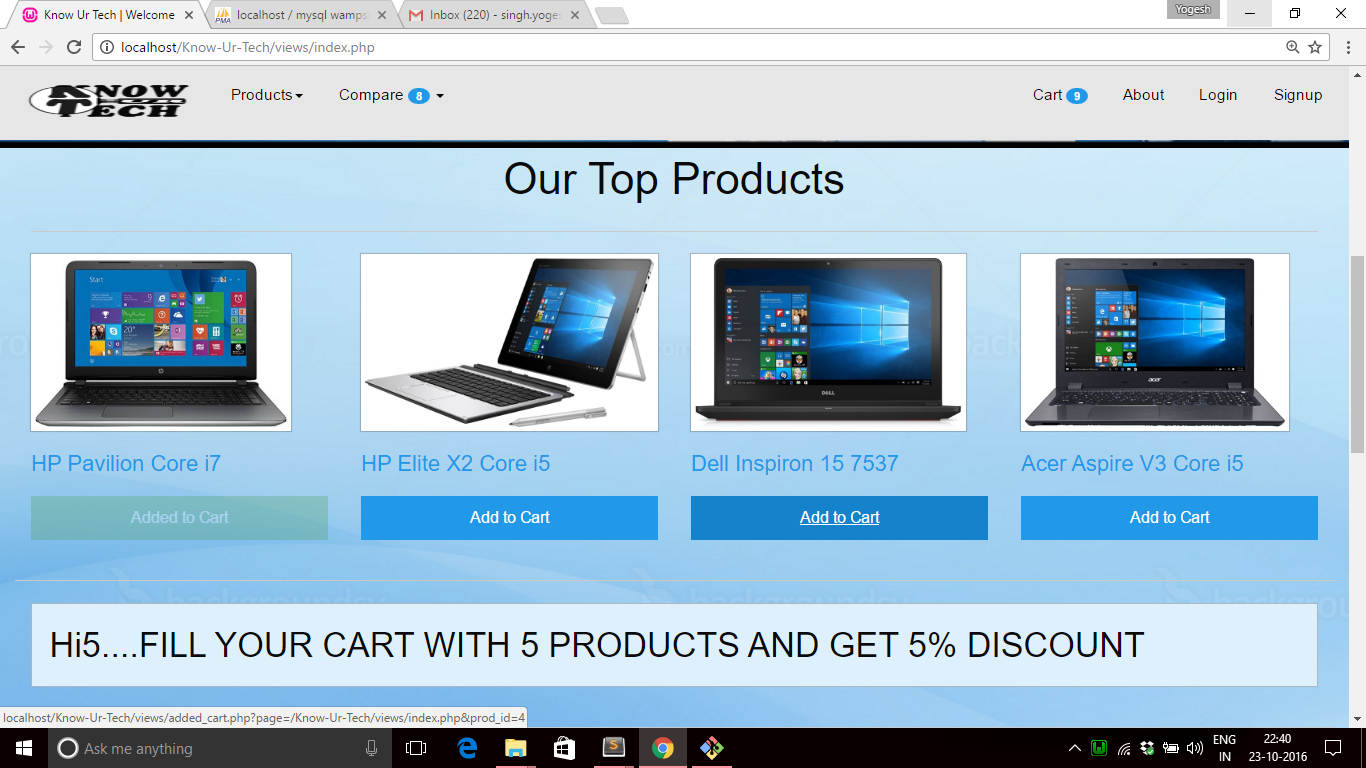 Yogesh
Know Ur Tech | Welcome
localhost / mysql wamps
Inbox (220) - singh.yoges
localhost/Know-Ur-Tech/views/index.php
KNOW TECH
Products
Compare 8
Cart 9
About
Login
Signup
Our Top Products
Start
DELL
acer
HP Pavilion Core i7
HP Elite X2 Core i5
Dell Inspiron 15 7537
Acer Aspire V3 Core i5
Added to Cart
Add to Cart
Add to Cart
Add to Cart
Hi5....FILL YOUR CART WITH 5 PRODUCTS AND GET 5% DISCOUNT
localhost/Know-Ur-Tech/views/added_cart.php?page=/Know-Ur-Tech/views/index.php&prod_id=4
Ask me anything
ENG
IN
22:40
23-10-2016